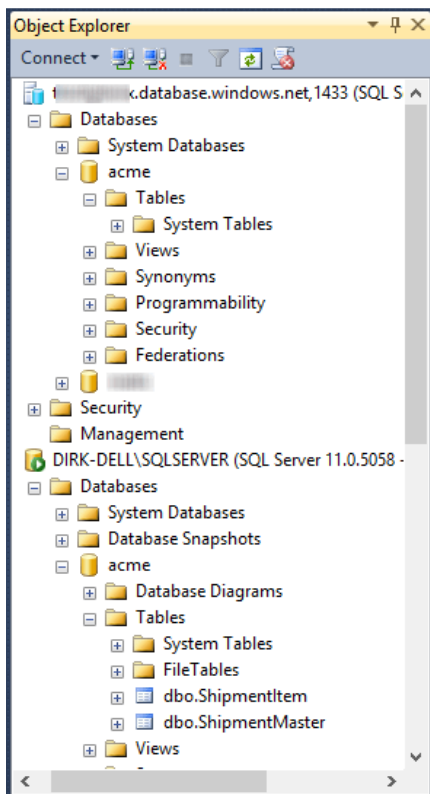 Object Explorer
Connect
.database.windows.net,1433 (SQL S
Databases
System Databases
acme
Tables
System Tables
Views
Synonyms
Programmability
Security
Federations
Security
Management
DIRK-DELL\SQLSERVER (SQL Server 11.0.5058 -
Databases
System Databases
Database Snapshots
acme
Database Diagrams
Tables
System Tables
FileTables
dbo.ShipmentItem
dbo.ShipmentMaster
Views